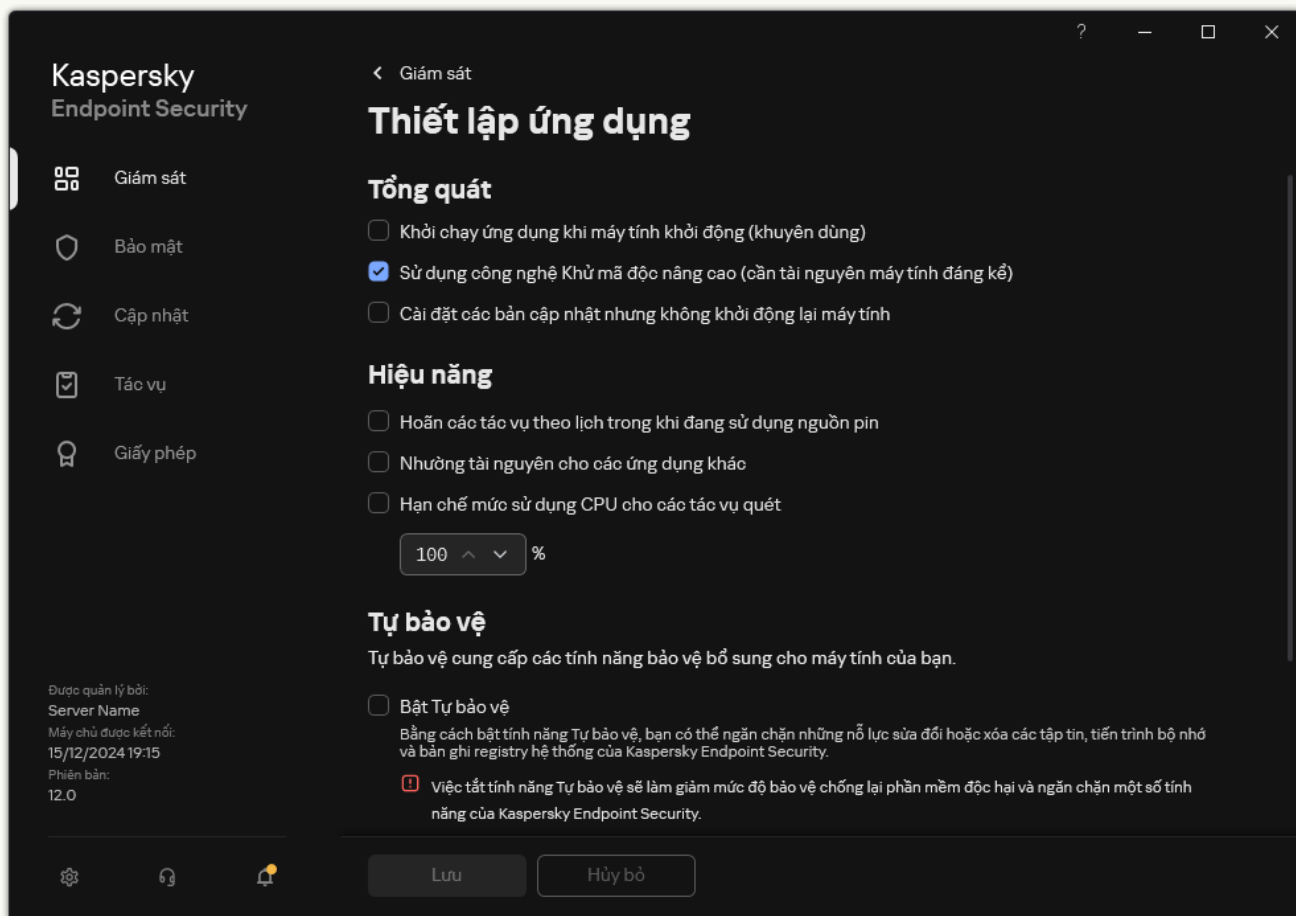 ?
Kaspersky
Endpoint Security
Giám sát
Bảo mật
Cập nhật
Tác vụ
Giấy phép
Được quản lý bởi:
Server Name
Máy chủ được kết nối:
15/12/2024 19:15
Phiên bản:
12.0
Giám sát
Thiết lập ứng dụng
Tổng quát
Khởi chạy ứng dụng khi máy tính khởi động (khuyên dùng)
Sử dụng công nghệ Khử mã độc nâng cao (cần tài nguyên máy tính đáng kể)
Cài đặt các bản cập nhật nhưng không khởi động lại máy tính
Hiệu năng
Hoãn các tác vụ theo lịch trong khi đang sử dụng nguồn pin
Nhường tài nguyên cho các ứng dụng khác
Hạn chế mức sử dụng CPU cho các tác vụ quét
100 %
Tự bảo vệ
Tự bảo vệ cung cấp các tính năng bảo vệ bổ sung cho máy tính của bạn.
Bật Tự bảo vệ
Bằng cách bật tính năng Tự bảo vệ, bạn có thể ngăn chặn những nỗ lực sửa đổi hoặc xóa các tập tin, tiến trình bộ nhớ
và bản ghi registry hệ thống của Kaspersky Endpoint Security.
Việc tắt tính năng Tự bảo vệ sẽ làm giảm mức độ bảo vệ chống lại phần mềm độc hại và ngăn chặn một số tính
năng của Kaspersky Endpoint Security.
Lưu
Hủy bỏ